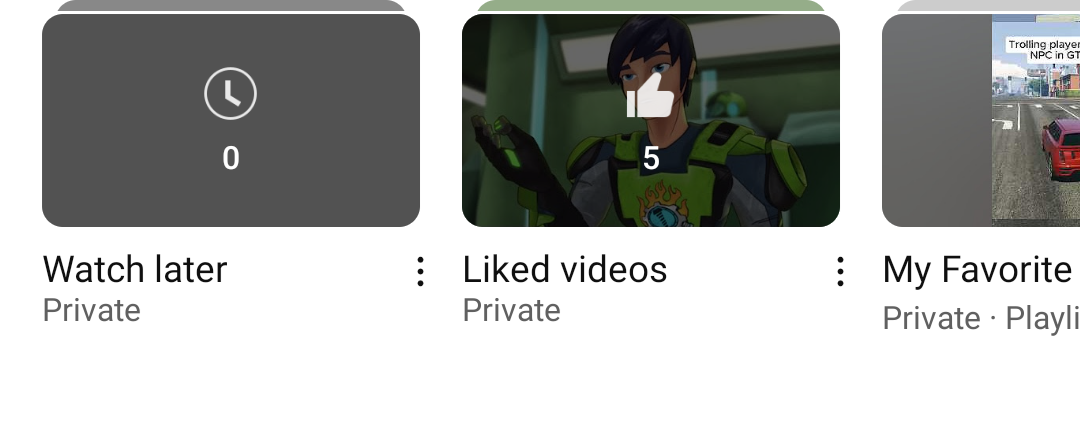 Trolling player
NPC in GT
0
5
Watch later
Private
Liked videos
Private
My Favorite
Private · Playli